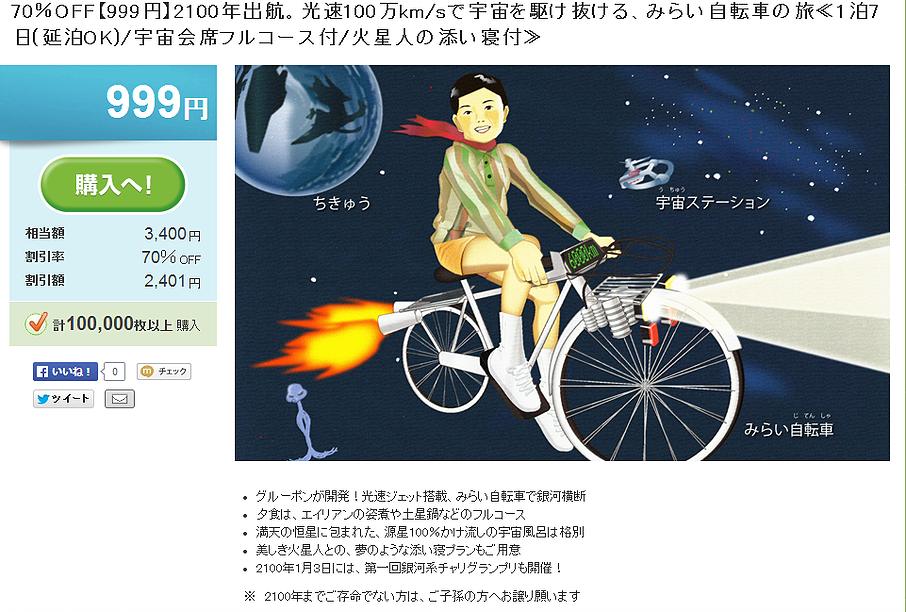 70%OFF【999円】2100年出航。光速100万km/sで宇宙を駆け抜ける、みらい自転車の旅≪1泊7
日(延泊OK)/宇宙会席フルコース付/火星人の添い寝付≫
999円
購入へ!
相当額 3,400円
割引率 70% OFF
割引額 2,401円
計100,000枚以上 購入
いいね! 0
チェック
ツイート
ちきゅう
うちゅう
宇宙ステーション
6000km
じてんしゃ
みらい自転車
・グルーポンが開発！光速ジェット搭載、みらい自転車で銀河横断
・夕食は、エイリアンの姿煮や土星鍋などのフルコース
・満天の恒星に包まれた、源星100%かけ流しの宇宙風呂は格別
・美しき火星人との、夢のような添い寝プランもご用意
・2100年1月3日には、第一回銀河系チャリグランプリも開催！
※ 2100年までご存命でない方は、ご子孫の方へお譲り願います